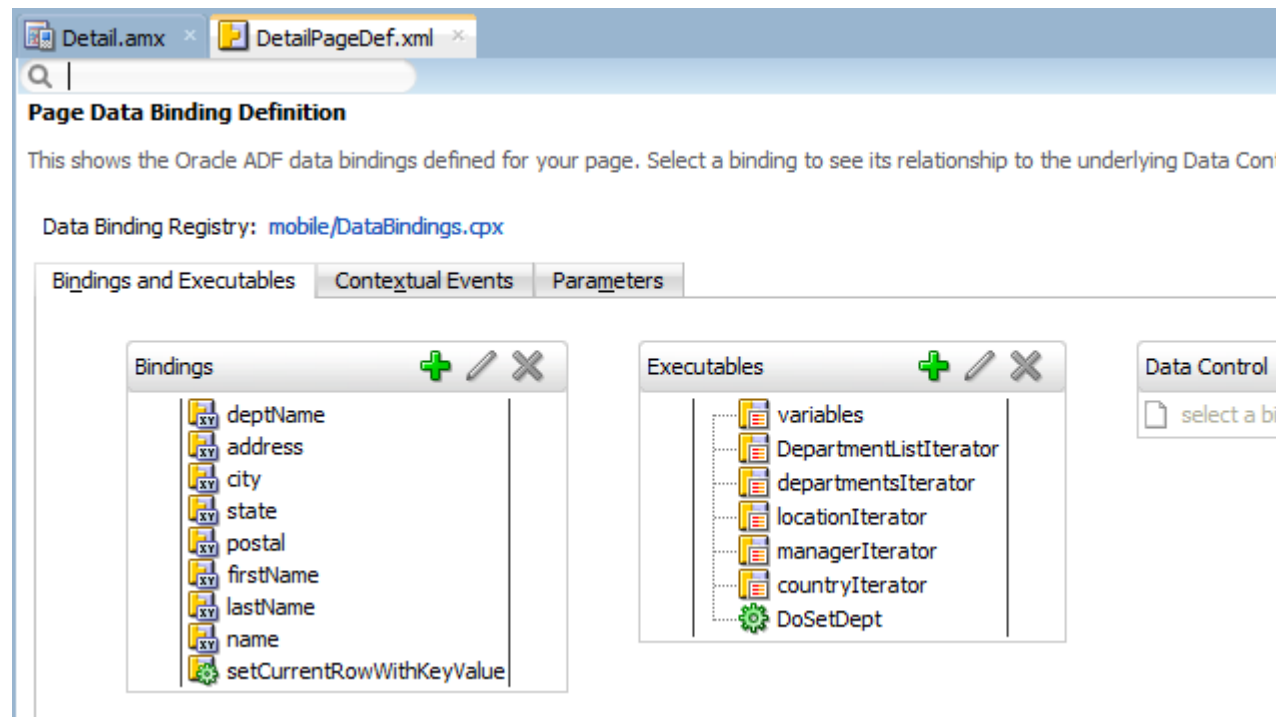 Detail.amx × DetailPageDef.xml ×
Page Data Binding Definition
This shows the Oracle ADF data bindings defined for your page. Select a binding to see its relationship to the underlying Data Con
Data Binding Registry: mobile/DataBindings.cpx
Bindings and Executables Contextual Events Parameters
Bindings Executables Data Control
deptName variables select a bi
address DepartmentListIterator
city departmentsIterator
state locationIterator
postal managerIterator
firstName countryIterator
lastName DoSetDept
name
setCurrentRowWithKeyValue